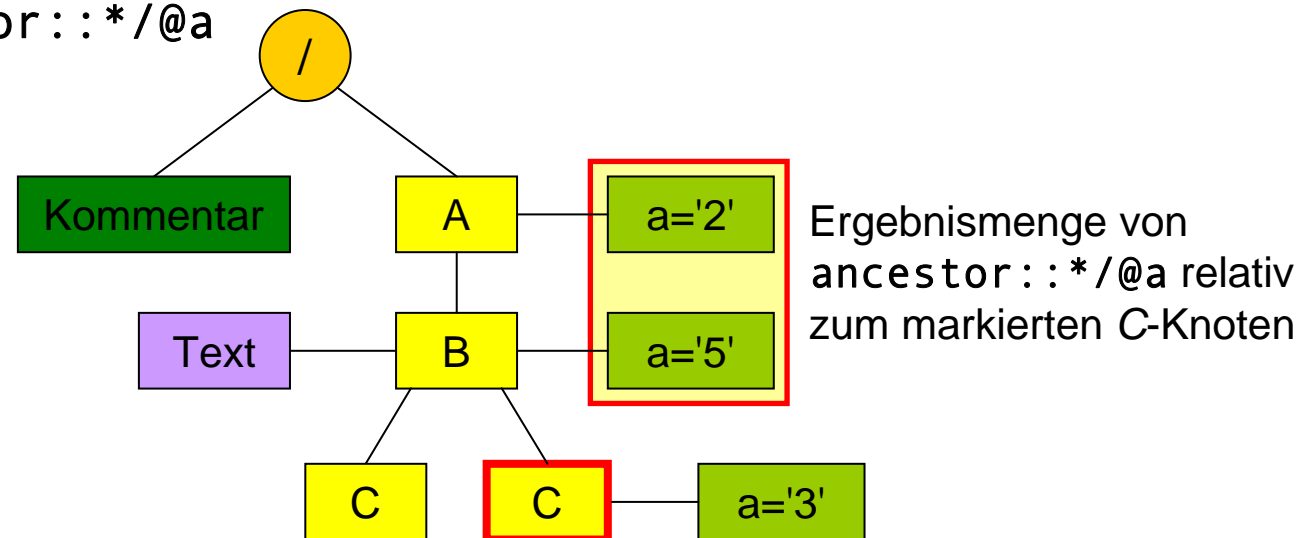 or::*/@a
/
Kommentar
A
a='2'
Ergebnismenge von
ancestor::*/@a relativ
zum markierten C-Knoten
Text
B
a='5'
C
C
a='3'